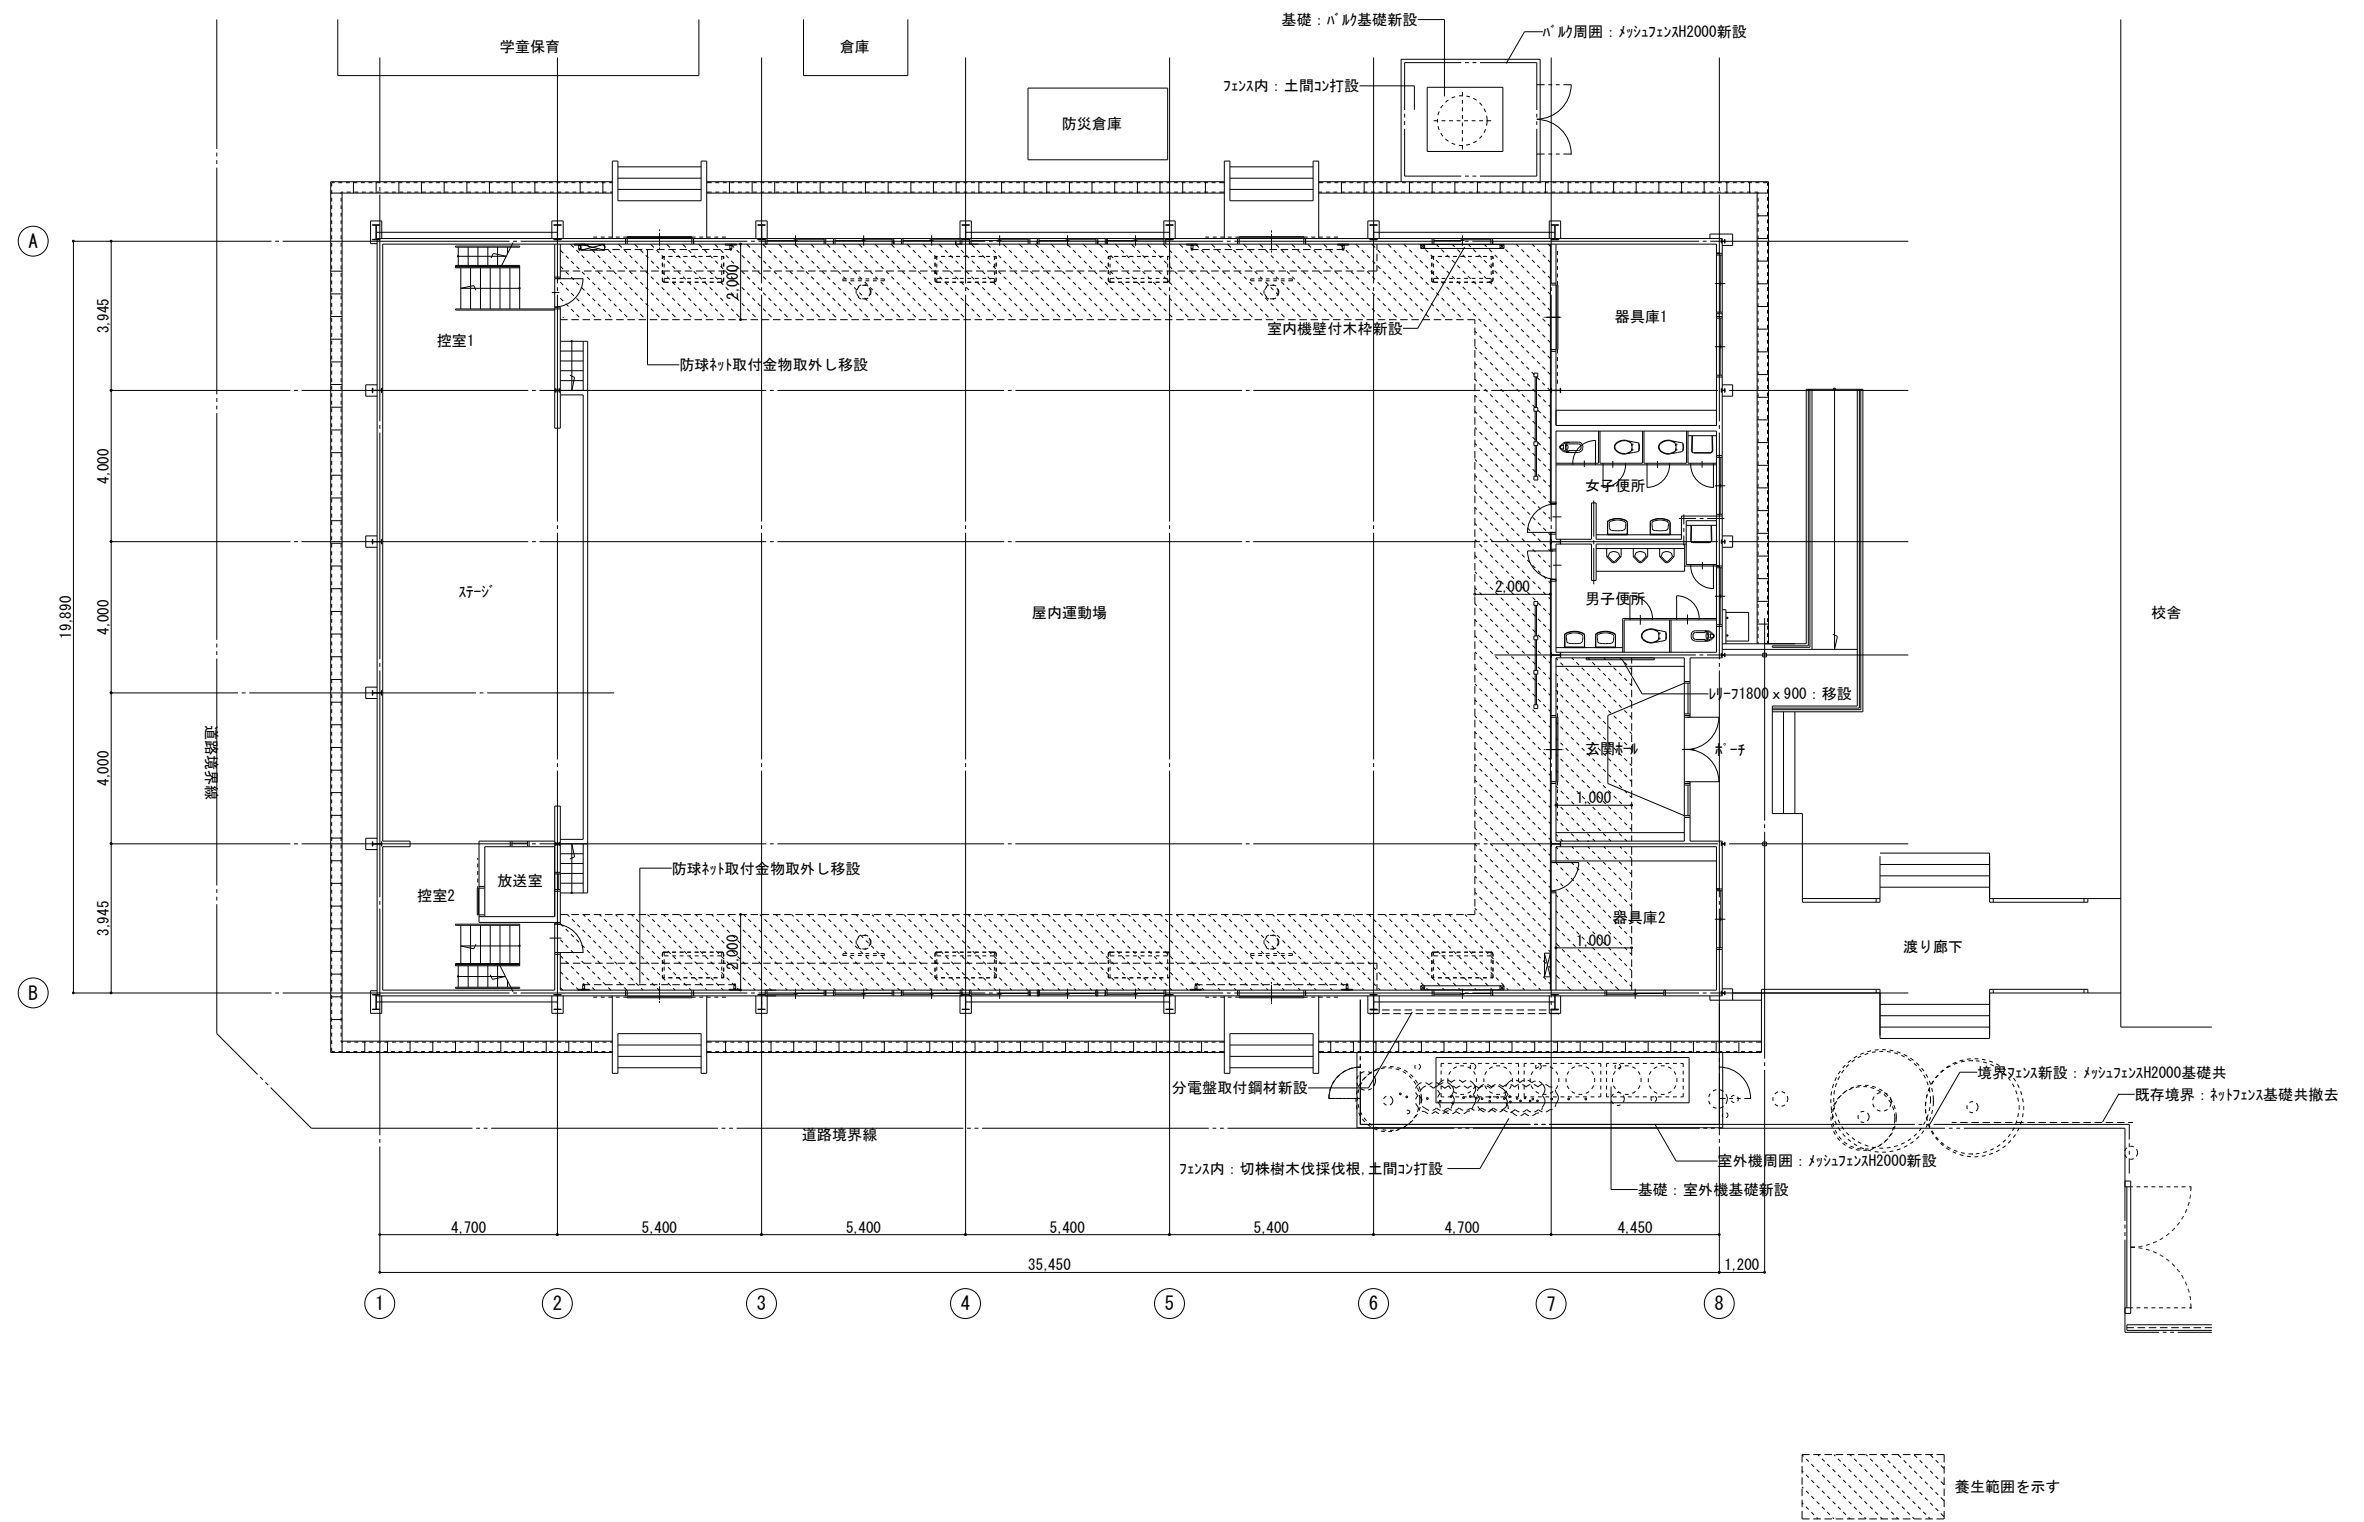 基礎：ﾊﾞﾙｸ基礎新設
学童保育
倉庫
ﾊﾞﾙｸ周囲：ﾒｯｼｭﾌｪﾝｽH2000新設
ﾌｪﾝｽ内：土間ｺﾝ打設
防災倉庫
A
2,000
3,945
器具庫1
室内機壁付木枠新設
控室1
防球ﾈｯﾄ取付金物取外し移設
4,000
女子便所
2,000
ｽﾃｰｼﾞ
男子便所
屋内運動場
校舎
19,890
4,000
ﾚﾘｰﾌ1800ｘ900：移設
道路境界線
玄関ﾎｰﾙ
ﾎﾟｰﾁ
4,000
1,000
防球ﾈｯﾄ取付金物取外し移設
放送室
控室2
3,945
器具庫2
1,000
渡り廊下
2,000
B
境界ﾌｪﾝｽ新設：ﾒｯｼｭﾌｪﾝｽH2000基礎共
分電盤取付鋼材新設
既存境界：ﾈｯﾄﾌｪﾝｽ基礎共撤去
道路境界線
室外機周囲：ﾒｯｼｭﾌｪﾝｽH2000新設
ﾌｪﾝｽ内：切株樹木伐採伐根,土間ｺﾝ打設
基礎：室外機基礎新設
4,700 5,400 5,400 5,400 5,400 4,700 4,450
35,450 1,200
1 2 3 4 5 6 7 8
養生範囲を示す